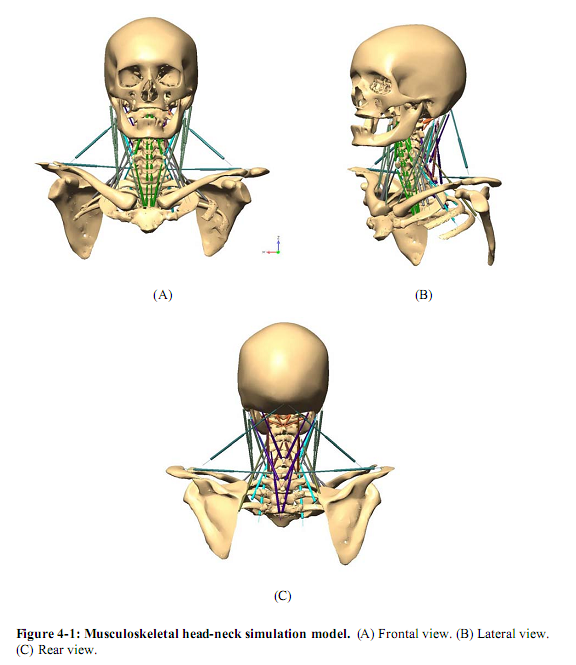 (A)
(B)
(C)
Figure 4-1: Musculoskeletal head-neck simulation model. (A) Frontal view. (B) Lateral view.
(C) Rear view.